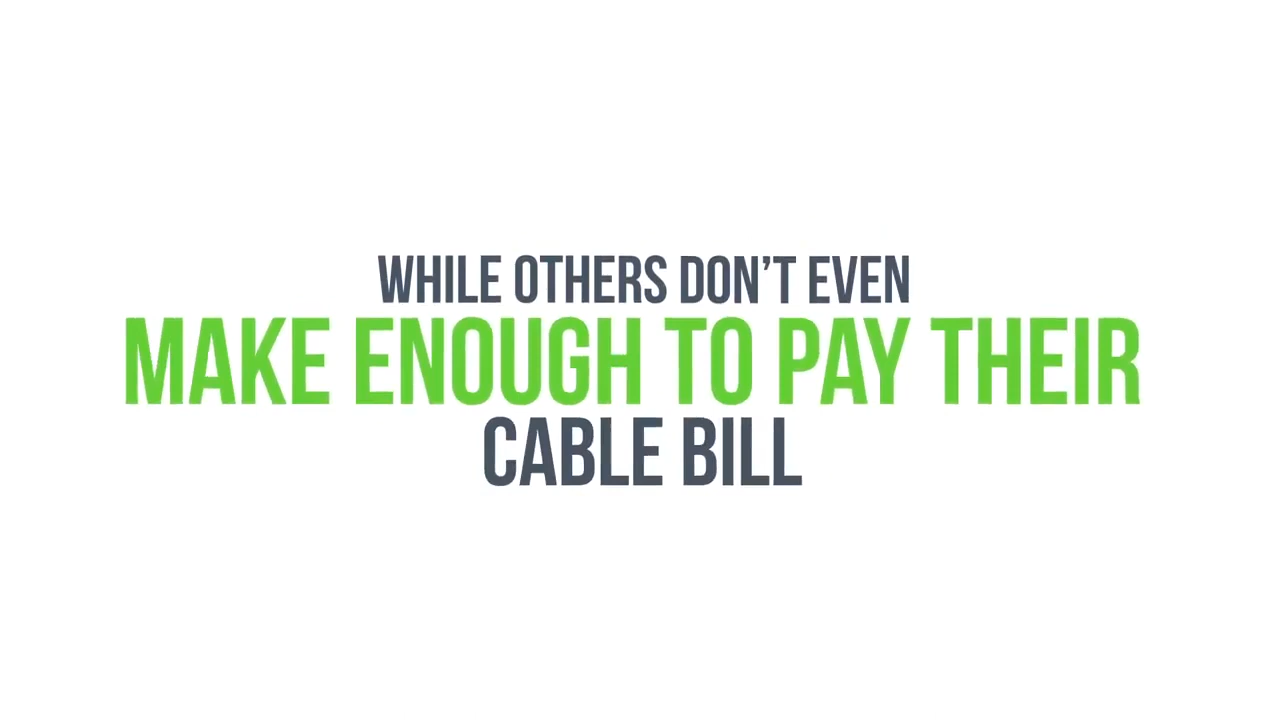 WHILE OTHERS DON’T EVEN
MAKE ENOUGH TO PAY THEIR
CABLE BILL